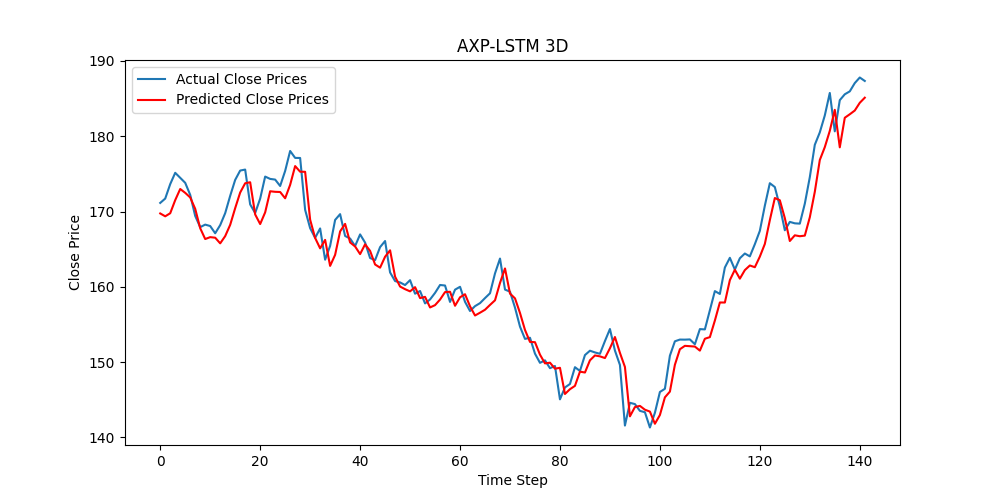 AXP-LSTM 3D
Actual Close Prices
Predicted Close Prices
Close Price
190
180
170
160
150
140
0 20 40 60 80 100 120 140
Time Step